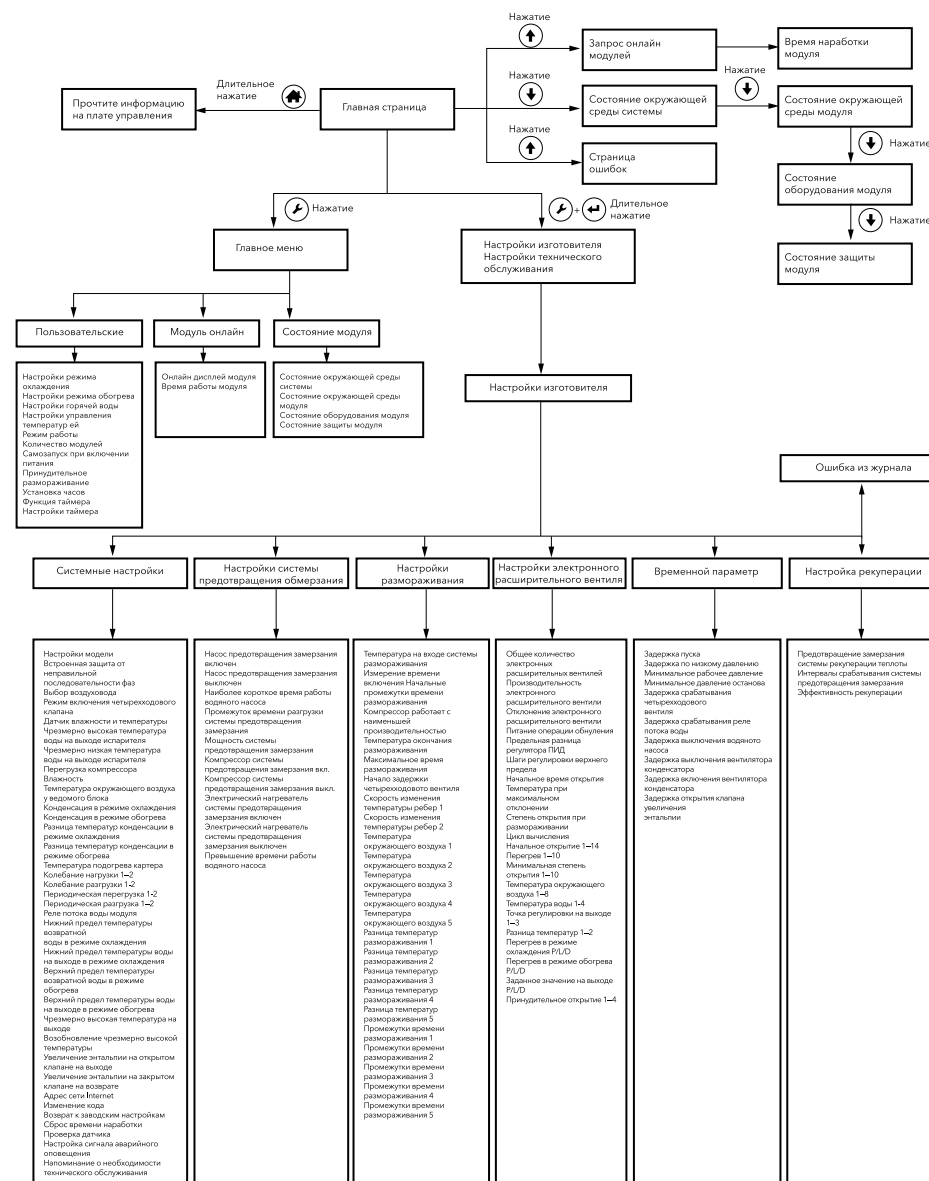 Нажатие
Запрос онлайн
модулей
Время наработки
модуля
Длительное
нажатие
Прочтите информацию
на плате управления
Главная страница
Нажатие
Состояние окружающей
среды системы
Нажатие
Состояние окружающей
среды модуля
Нажатие
Страница
ошибок
Нажатие
Состояние
оборудования модуля
Нажатие
Состояние защиты
модуля
Нажатие
+
Длительное
нажатие
Главное меню
Настройки изготовителя
Настройки технического
обслуживания
Пользовательские
Модуль онлайн
Состояние модуля
Настройки режима
охлаждения
Настройки режима обогрева
Настройки горячей воды
Настройки управления
температур ей
Режим работы
Количество модулей
Самозапуск при включении
питания
Принудительное
размораживание
Установка часов
Функция таймера
Настройки таймера
Онлайн дисплей модуля
Время работы модуля
Состояние окружающей среды
системы
Состояние окружающей среды
модуля
Состояние оборудования модуля
Состояние защиты модуля
Настройки изготовителя
Ошибка из журнала
Системные настройки
Настройки системы
предотвращения обмерзания
Настройки
размораживания
Настройки электронного
расширительного вентиля
Временной параметр
Настройка рекуперации
Настройки модели
Встроенная защита от
неправильной
последовательности фаз
Выбор воздуховода
Режим включения четырехходового
клапана
Датчик влажности и температуры
Чрезмерно высокая температура
воды на выходе испарителя
Чрезмерно низкая температура
воды на выходе испарителя
Перегрузка компрессора
Влажность
Температура окружающего воздуха
у ведомого блока
Конденсация в режиме охлаждения
Конденсация в режиме обогрева
Разница температур конденсации в
режиме охлаждения
Разница температур конденсации в
режиме обогрева
Температура подогрева картера
Колебание нагрузки 1–2
Колебание разгрузки 1-2
Периодическая перегрузка 1-2
Периодическая разгрузка 1–2
Реле потока воды модуля
Нижний предел температуры
возвратной
воды в режиме охлаждения
Нижний предел температуры воды
на выходе в режиме охлаждения
Верхний предел температуры
возвратной воды в режиме
обогрева
Верхний предел температуры воды
на выходе в режиме обогрева
Чрезмерно высокая температура на
выходе
Возобновление чрезмерно высокой
температуры
Увеличение энтальпии на открытом
клапане на выходе
Увеличение энтальпии на закрытом
клапане на возврате
Адрес сети Internet
Изменение кода
Возврат к заводским настройкам
Сброс времени наработки
Проверка датчика
Настройка сигнала аварийного
оповещения
Напоминание о необходимости
технического обслуживания
Насос предотвращения замерзания
включен
Насос предотвращения замерзания
выключен
Наиболее короткое время работы
водяного насоса
Промежуток времени разгрузки
системы предотвращения
замерзания
Мощность системы
предотвращения замерзания
Компрессор системы
предотвращения замерзания вкл.
Компрессор системы
предотвращения замерзания выкл.
Электрический нагреватель
системы предотвращения
замерзания включен
Электрический нагреватель
системы предотвращения
замерзания выключен
Превышение времени работы
водяного насоса
Температура на входе системы
размораживания
Измерение времени
включения Начальные
промежутки времени
размораживания
Компрессор работает с
наименьшей
производительностью
Температура окончания
размораживания
Максимальное время
размораживания
Начало задержки
четырехходового вентиля
Скорость изменения
температуры ребер 1
Скорость изменения
температуры ребер 2
Температура
окружающего воздуха 1
Температура
окружающего воздуха 2
Температура
окружающего воздуха 3
Температура
окружающего воздуха 4
Температура
окружающего воздуха 5
Разница температур
размораживания 1
Разница температур
размораживания 2
Разница температур
размораживания 3
Разница температур
размораживания 4
Разница температур
размораживания 5
Промежутки времени
размораживания 1
Промежутки времени
размораживания 2
Промежутки времени
размораживания 3
Промежутки времени
размораживания 4
Промежутки времени
размораживания 5
Общее количество
электронных
расширительных вентилей
Производительность
электронного
расширительного вентили
Отклонение электронного
расширительного вентили
Питание операции обнуления
Предельная разница
регулятора ПИД
Шаги регулировки верхнего
предела
Начальное время открытия
Температура при
максимальном
отклонении
Степень открытия при
размораживании
Цикл вычисления
Начальное открытие 1–14
Перегрев 1–10
Минимальная степень
открытия 1–10
Температура окружающего
воздуха 1–8
Температура воды 1-4
Точка регулировки на выходе
1–3
Разница температур 1–2
Перегрев в режиме
охлаждения P/L/D
Перегрев в режиме обогрева
P/L/D
Заданное значение на выходе
P/L/D
Принудительное открытие 1–4
Задержка пуска
Задержка по низкому давлению
Минимальное рабочее давление
Минимальное давление останова
Задержка срабатывания
четырехходового
вентиля
Задержка срабатывания реле
потока воды
Задержка выключения водяного
насоса
Задержка выключения вентилятора
конденсатора
Задержка включения вентилятора
конденсатора
Задержка открытия клапана
увеличения
энтальпии
Предотвращение замерзания
системы рекуперации теплоты
Интервалы срабатывания системы
предотвращения замерзания
Эффективность рекуперации